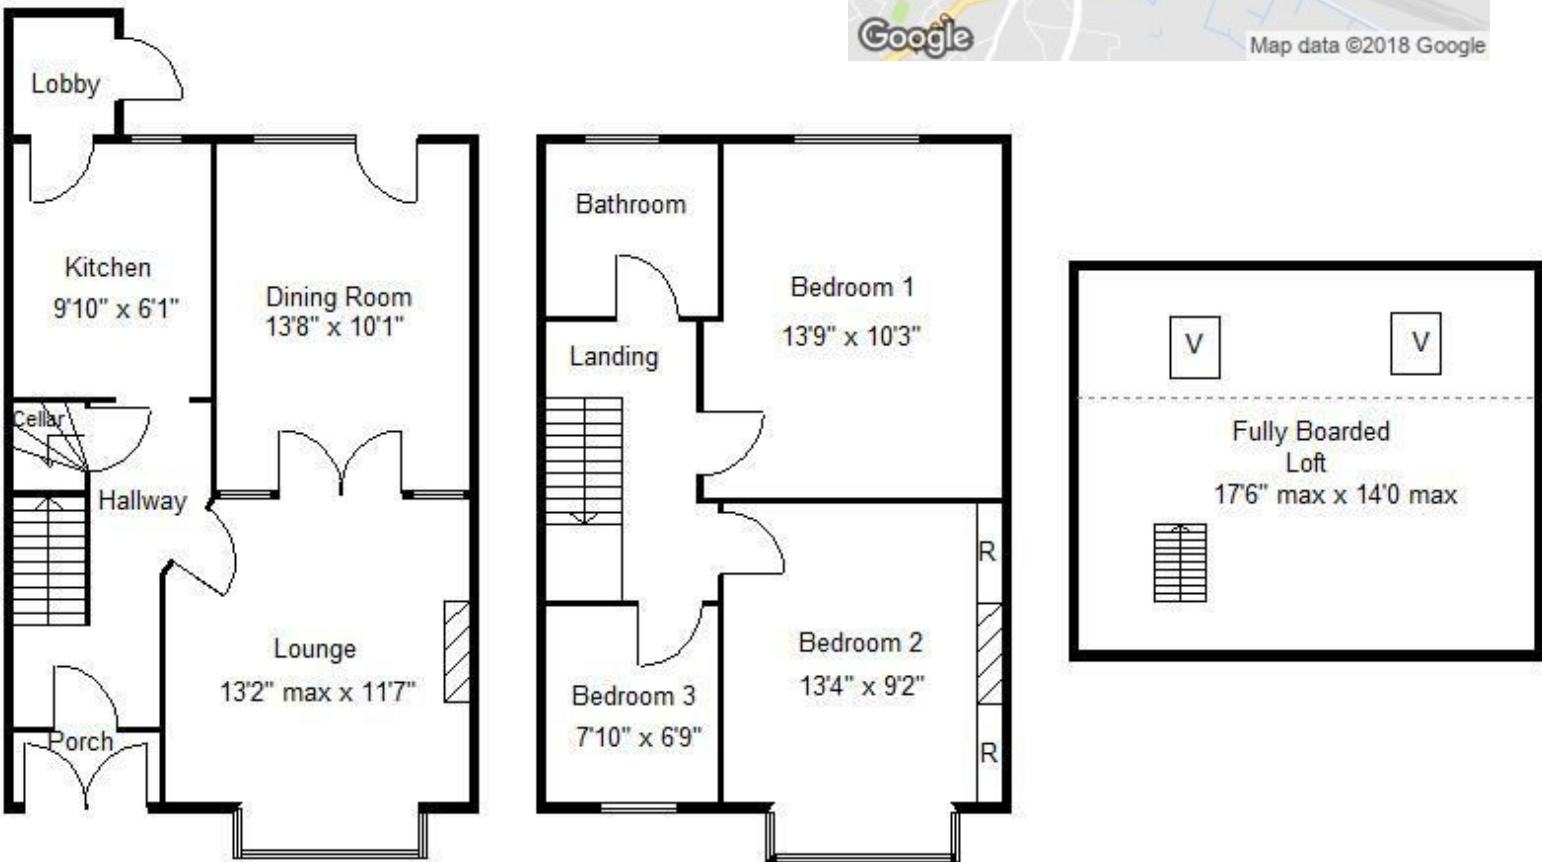 Google
Map data ©2018 Google
Lobby
Kitchen
9'10" x 6'1"
Dining Room
13'8" x 10'1"
Cellar
Hallway
Lounge
13'2" max x 11'7"
Porch
Bathroom
Bedroom 1
13'9" x 10'3"
Landing
R
Bedroom 2
13'4" x 9'2"
Bedroom 3
7'10" x 6'9"
R
V
V
Fully Boarded
Loft
17'6" max x 14'0 max